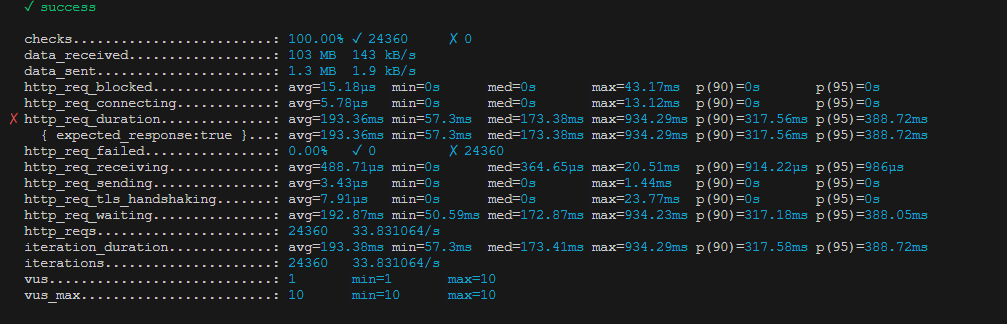 ✓ success
checks.........................: 100.00% ✓ 24360 ✗ 0
data_received..................: 103 MB 143 kB/s
data_sent......................: 1.3 MB 1.9 kB/s
http_req_blocked...............: avg=15.18µs min=0s med=0s max=43.17ms p(90)=0s p(95)=0s
http_req_connecting............: avg=5.78µs min=0s med=0s max=13.12ms p(90)=0s p(95)=0s
✗ http_req_duration..............: avg=193.36ms min=57.3ms med=173.38ms max=934.29ms p(90)=317.56ms p(95)=388.72ms
{ expected_response:true }...: avg=193.36ms min=57.3ms med=173.38ms max=934.29ms p(90)=317.56ms p(95)=388.72ms
http_req_failed................: 0.00% ✓ 0 ✗ 24360
http_req_receiving.............: avg=488.71µs min=0s med=364.65µs max=20.51ms p(90)=914.22µs p(95)=986µs
http_req_sending...............: avg=3.43µs min=0s med=0s max=1.44ms p(90)=0s p(95)=0s
http_req_tls_handshaking.......: avg=7.91µs min=0s med=0s max=23.77ms p(90)=0s p(95)=0s
http_req_waiting...............: avg=192.87ms min=50.59ms med=172.87ms max=934.23ms p(90)=317.18ms p(95)=388.05ms
http_reqs......................: 24360 33.831064/s
iteration_duration.............: avg=193.38ms min=57.3ms med=173.41ms max=934.29ms p(90)=317.58ms p(95)=388.72ms
iterations.....................: 24360 33.831064/s
vus............................: 1 min=1 max=10
vus_max........................: 10 min=10 max=10